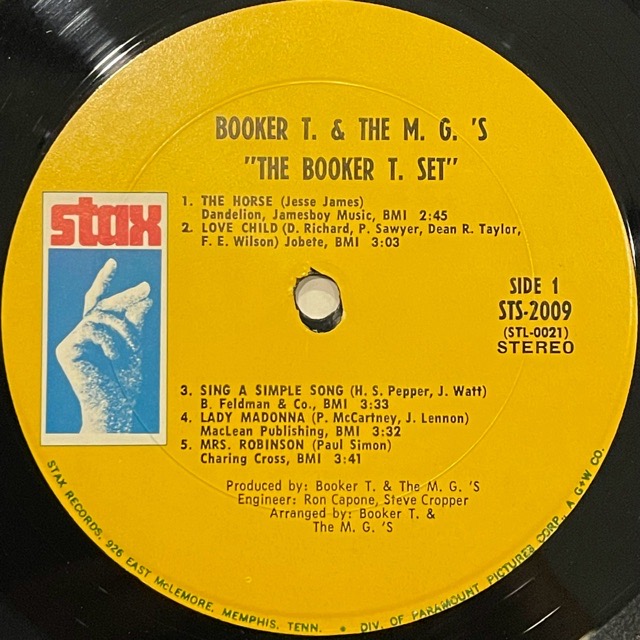 BOOKER T. & THE M. G. 'S
"THE BOOKER T. SET"
1. THE HORSE (Jesse James)
Dandelion, Jamesboy Music, BMI 2:45
2. LOVE CHILD (D. Richard, P. Sawyer, Dean R. Taylor,
F. E. Wilson) Jobete, BMI 3:03
stax
SIDE 1
STS-2009
(STL-0021)
STEREO
3. SING A SIMPLE SONG (H. S. Pepper, J. Watt)
B. Feldman & Co., BMI 3:33
4. LADY MADONNA (P. McCartney, J. Lennon)
MacLean Publishing, BMI 3:32
5. MRS. ROBINSON (Paul Simon)
Charing Cross, BMI 3:41
Produced by: Booker T. & The M. G. 'S
Engineer: Ron Capone, Steve Cropper
Arranged by: Booker T. &
The M. G. 'S
STAX RECORDS, 926 EAST McLEMORE, MEMPHIS, TENN. • DIV. OF PARAMOUNT PICTURES CORP., A G+W CO.